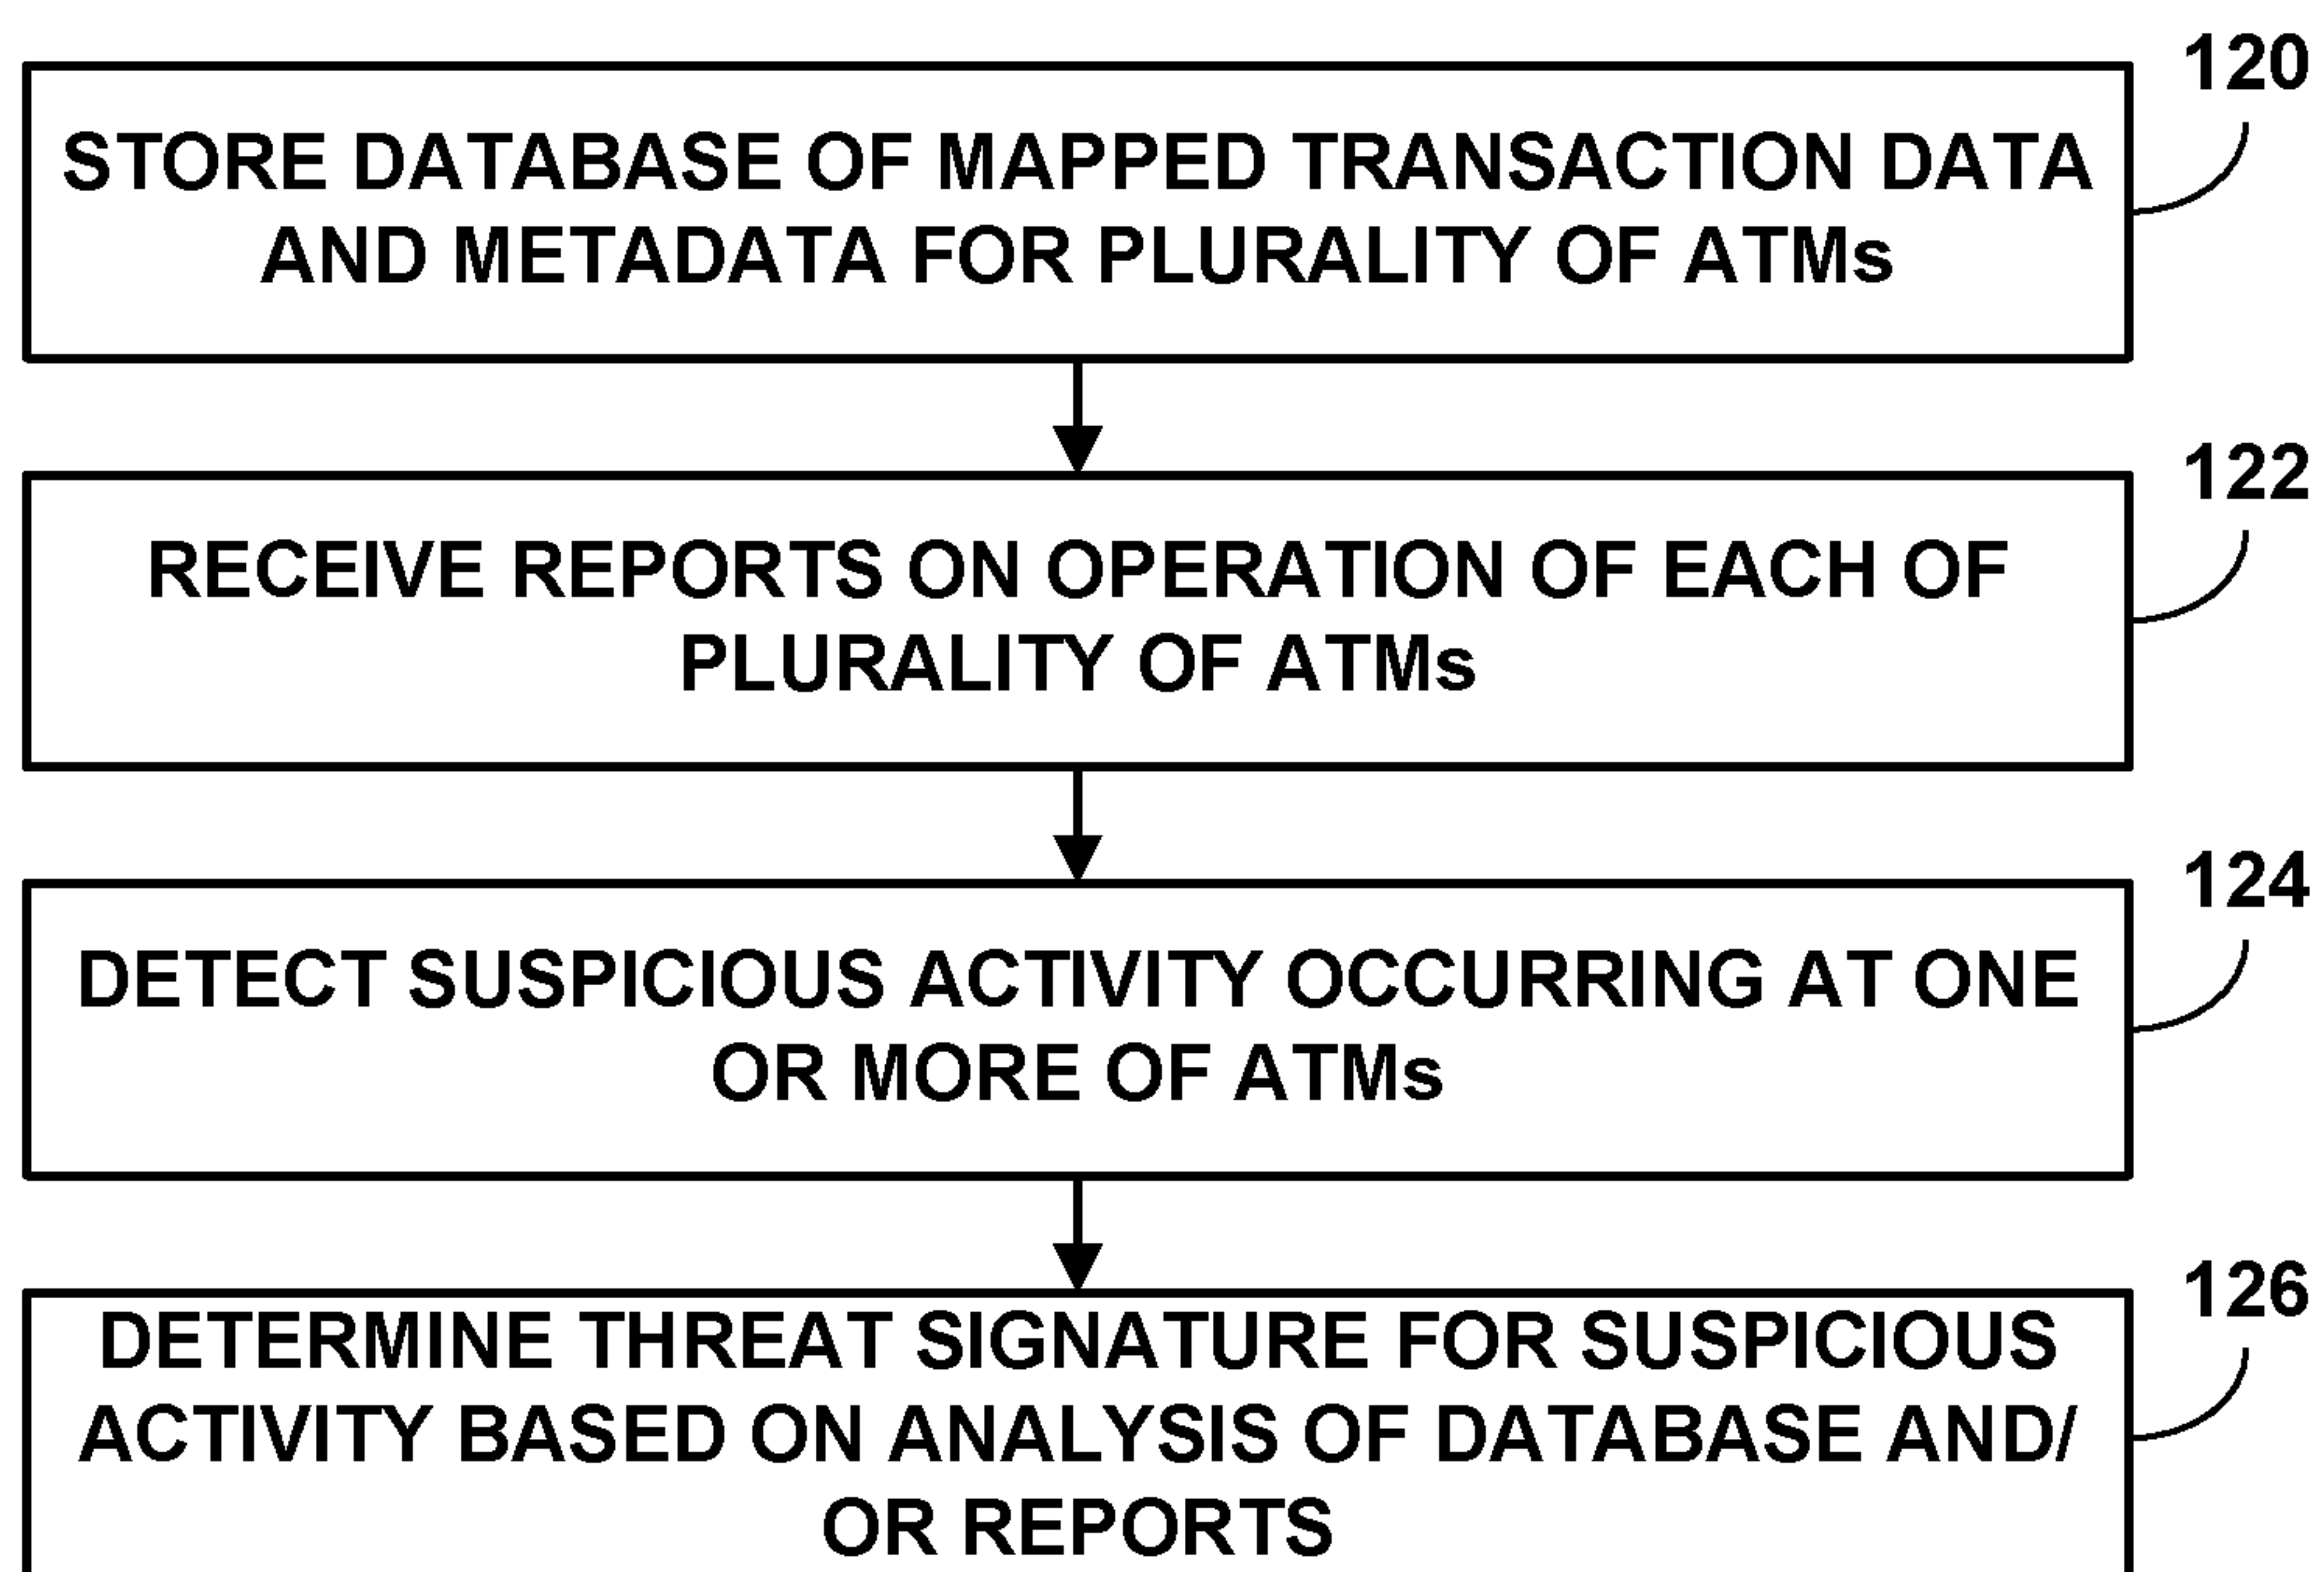 120
STORE DATABASE OF MAPPED TRANSACTION DATA
AND METADATA FOR PLURALITY OF ATMs
122
RECEIVE REPORTS ON OPERATION OF EACH OF
PLURALITY OF ATMs
124
DETECT SUSPICIOUS ACTIVITY OCCURRING AT ONE
OR MORE OF ATMs
126
DETERMINE THREAT SIGNATURE FOR SUSPICIOUS
ACTIVITY BASED ON ANALYSIS OF DATABASE AND/
OR REPORTS